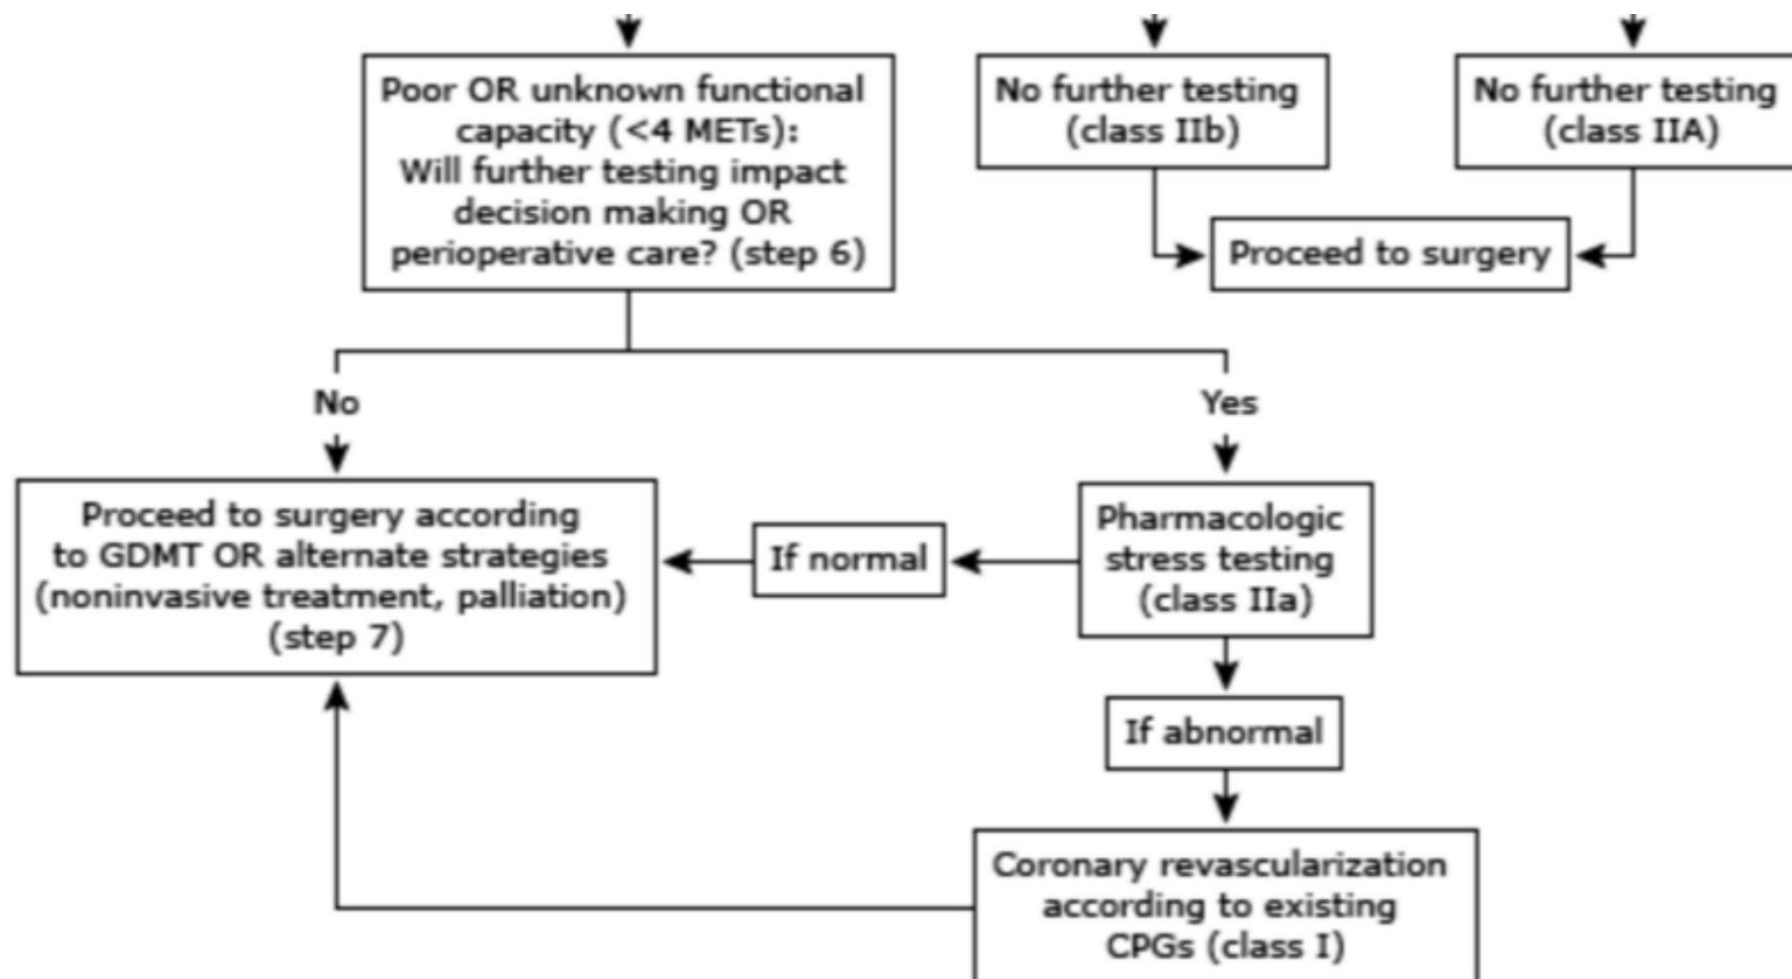 Poor OR unknown functional
capacity (<4 METs):
Will further testing impact
decision making OR
perioperative care? (step 6)
No further testing
(class IIb)
No further testing
(class IIA)
Proceed to surgery
No
Yes
Proceed to surgery according
to GDMT OR alternate strategies
(noninvasive treatment, palliation)
(step 7)
If normal
Pharmacologic
stress testing
(class IIa)
If abnormal
Coronary revascularization
according to existing
CPGs (class I)